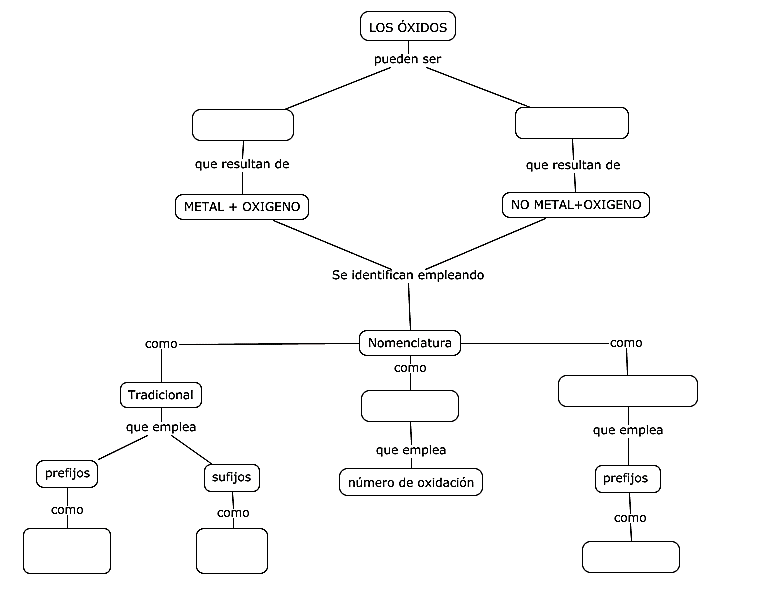 LOS ÓXIDOS
pueden ser
que resultan de
que resultan de
METAL + OXIGENO
NO METAL+OXIGENO
Se identifican empleando
como
Nomenclatura
como
como
Tradicional
que emplea
que emplea
que emplea
prefijos
sufijos
número de oxidación
prefijos
como
como
como